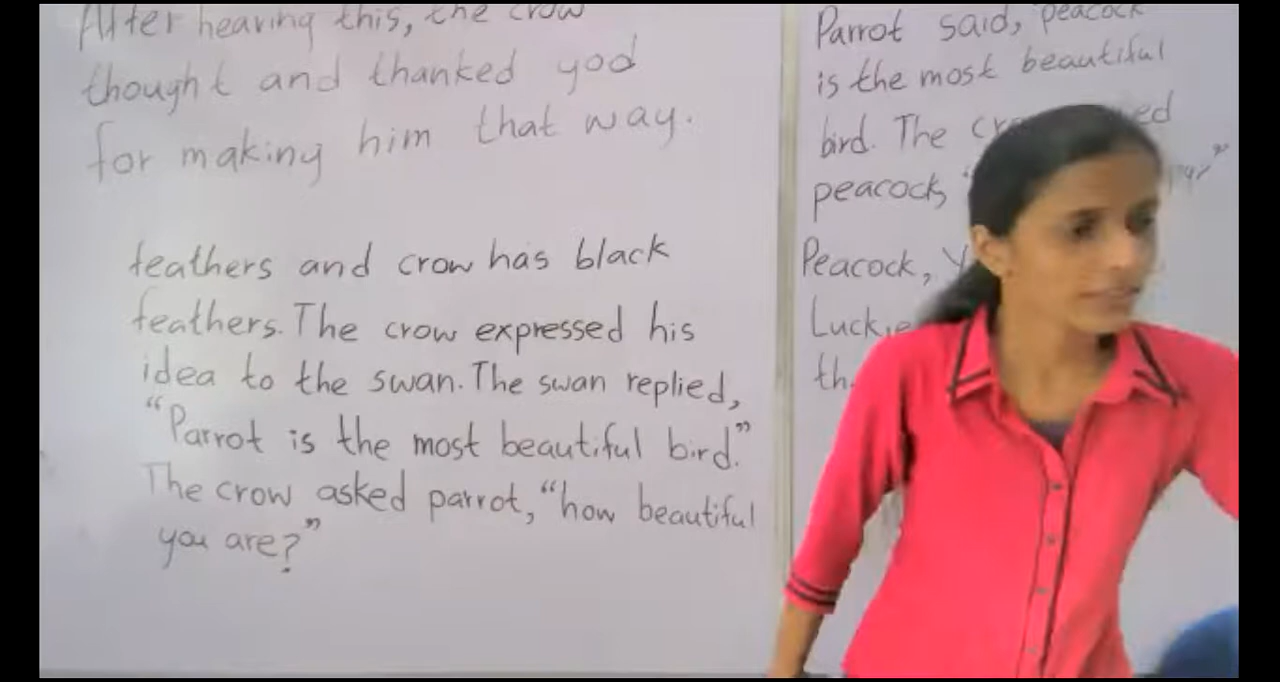 After hearing this, the crow
thought and thanked god
for making him that way.
feathers and crow has black
feathers. The crow expressed his
idea to the swan. The swan replied,
"Parrot is the most beautiful bird."
The crow asked parrot, "how beautiful
you are?"
Parrot said, peacock
is the most beautiful
bird. The
peacock,
Peacock,